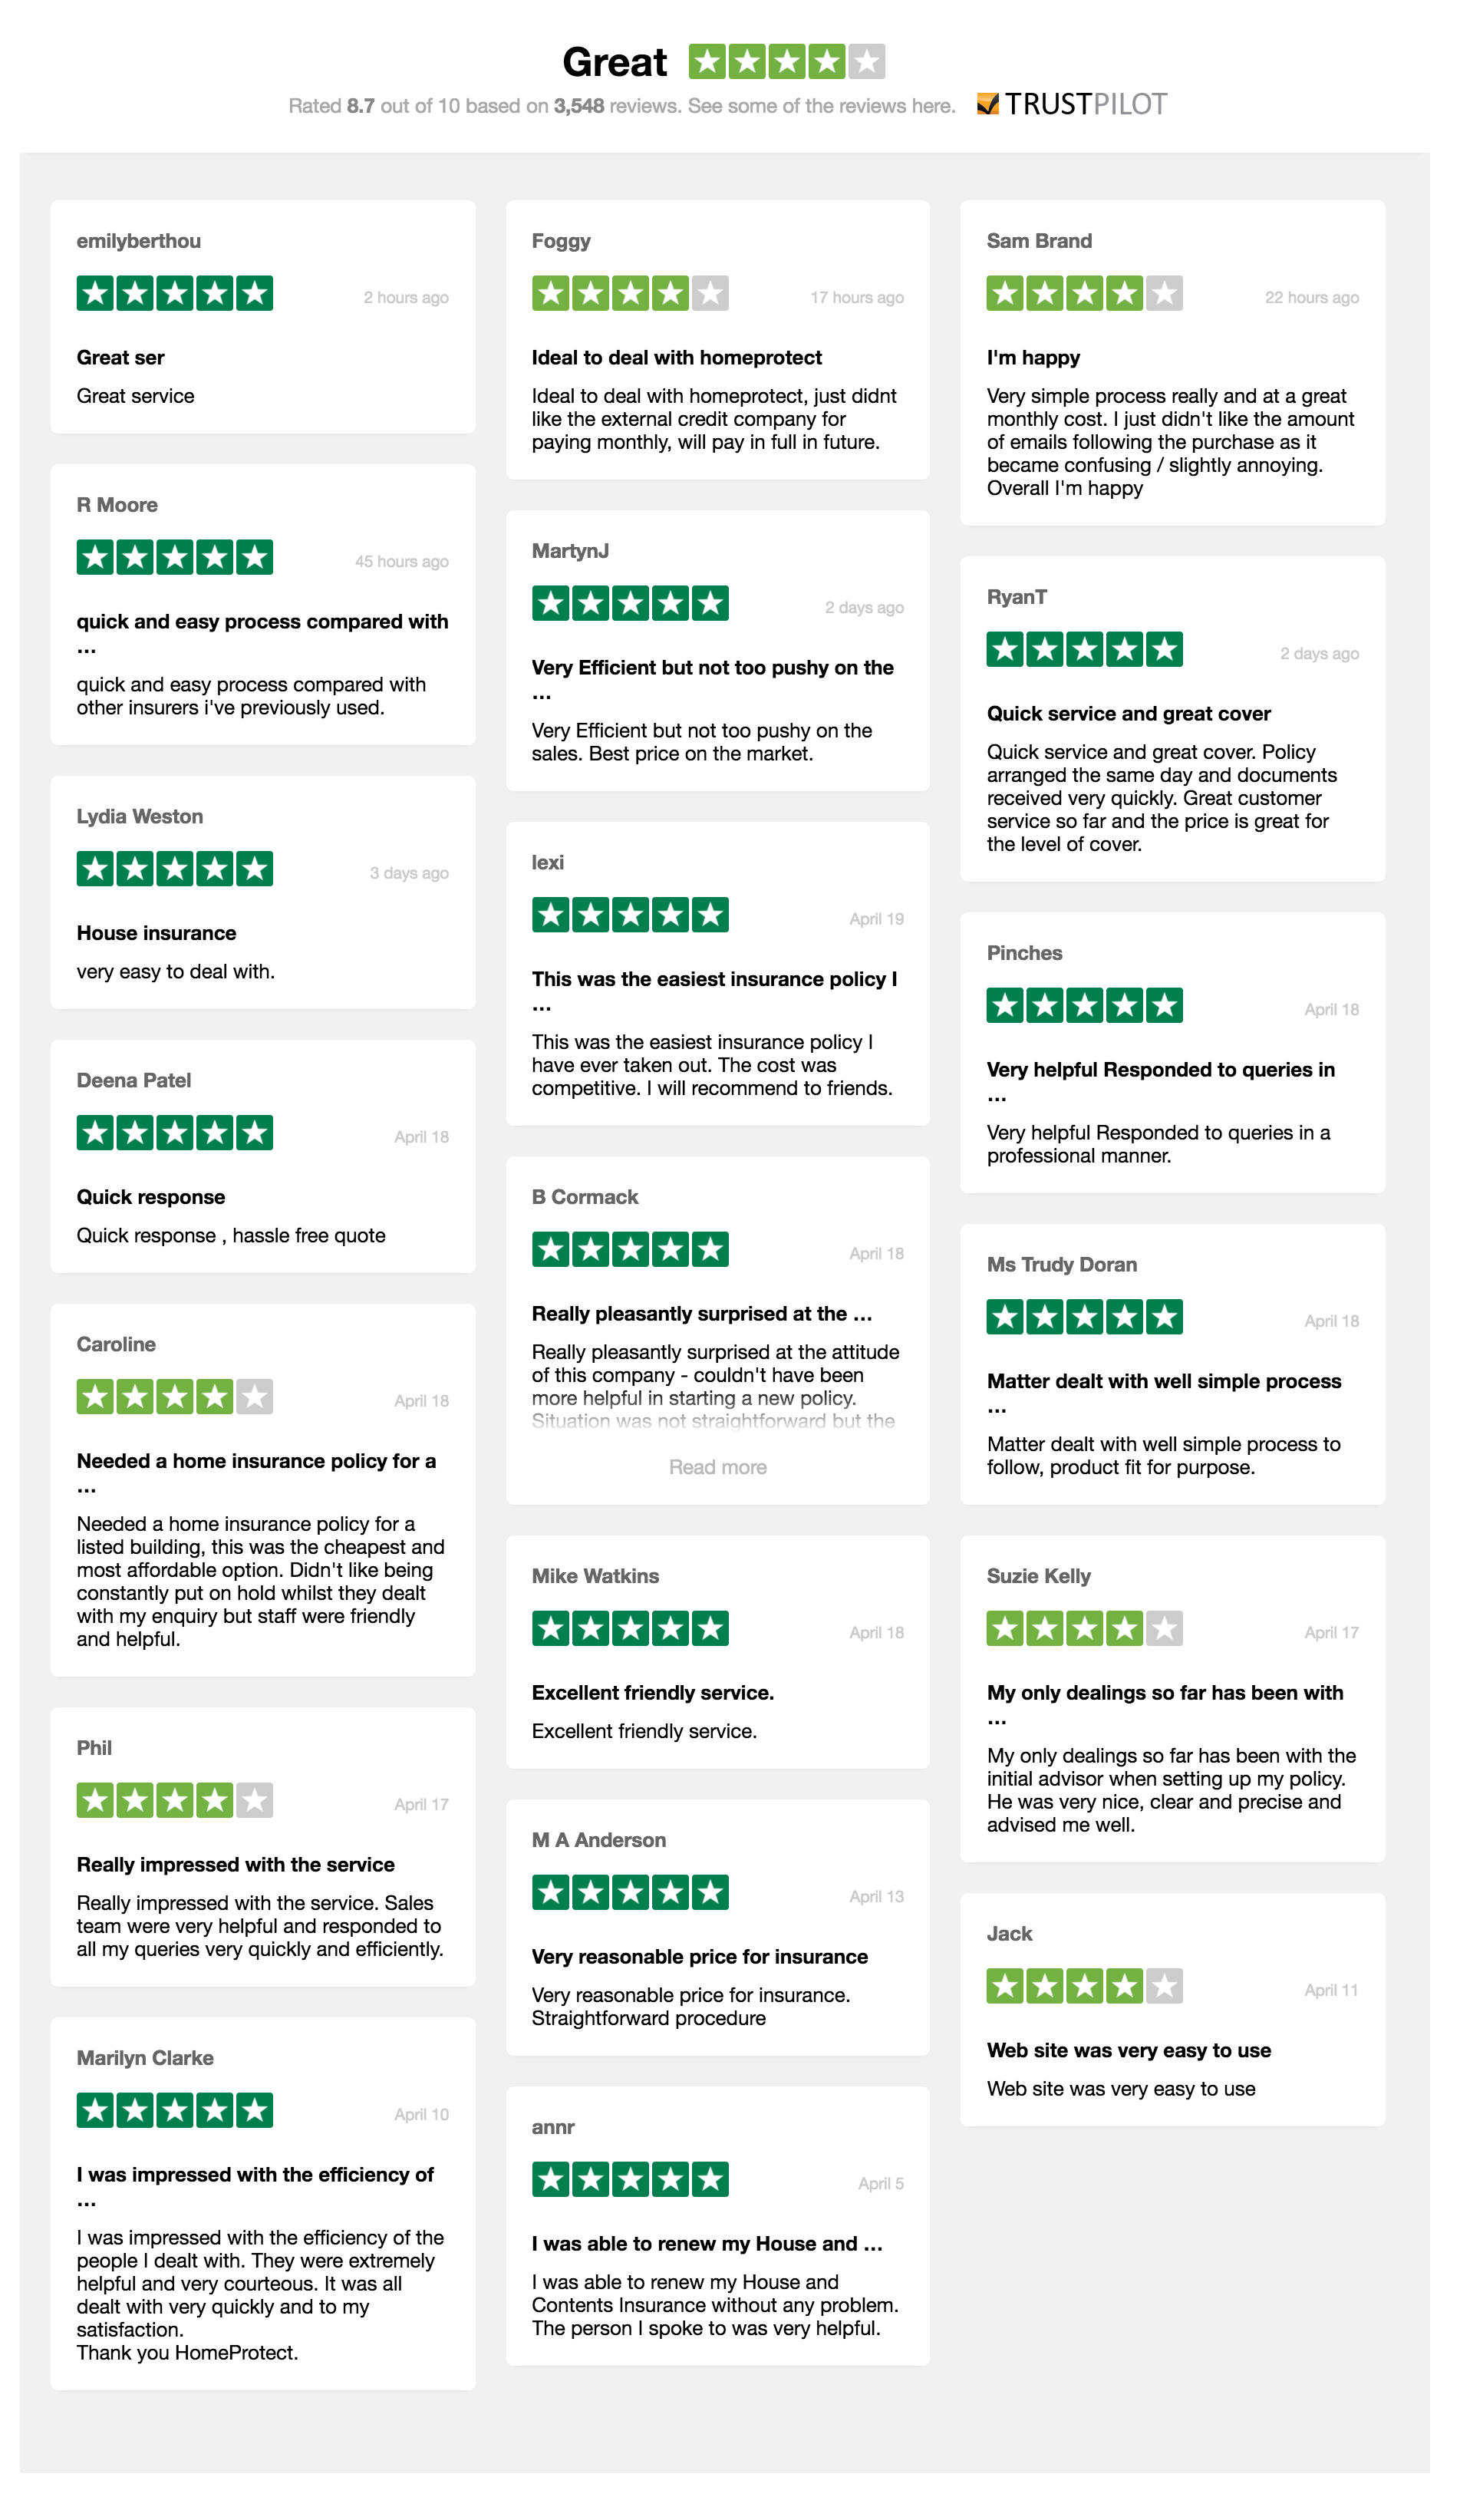 Great
Rated 8.7 out of 10 based on 3,548 reviews. See some of the reviews here.
TRUSTPILOT
emilyberthou
2 hours ago
Great ser
Great service
R Moore
45 hours ago
quick and easy process compared with
...
quick and easy process compared with
other insurers i've previously used.
Lydia Weston
3 days ago
House insurance
very easy to deal with.
Deena Patel
April 18
Quick response
Quick response , hassle free quote
Caroline
April 18
Needed a home insurance policy for a
...
Needed a home insurance policy for a
listed building, this was the cheapest and
most affordable option. Didn't like being
constantly put on hold whilst they dealt
with my enquiry but staff were friendly
and helpful.
Phil
April 17
Really impressed with the service
Really impressed with the service. Sales
team were very helpful and responded to
all my queries very quickly and efficiently.
Marilyn Clarke
April 10
I was impressed with the efficiency of
...
I was impressed with the efficiency of the
people I dealt with. They were extremely
helpful and very courteous. It was all
dealt with very quickly and to my
satisfaction.
Thank you HomeProtect.
Foggy
17 hours ago
Ideal to deal with homeprotect
Ideal to deal with homeprotect, just didnt
like the external credit company for
paying monthly, will pay in full in future.
MartynJ
2 days ago
Very Efficient but not too pushy on the
...
Very Efficient but not too pushy on the
sales. Best price on the market.
lexi
April 19
This was the easiest insurance policy I
...
This was the easiest insurance policy I
have ever taken out. The cost was
competitive. I will recommend to friends.
B Cormack
April 18
Really pleasantly surprised at the ...
Really pleasantly surprised at the attitude
of this company - couldn't have been
more helpful in starting a new policy.
Situation was not straightforward but the
Read more
Mike Watkins
April 18
Excellent friendly service.
Excellent friendly service.
M A Anderson
April 13
Very reasonable price for insurance
Very reasonable price for insurance.
Straightforward procedure
annr
April 5
I was able to renew my House and ...
I was able to renew my House and
Contents Insurance without any problem.
The person I spoke to was very helpful.
Sam Brand
22 hours ago
I'm happy
Very simple process really and at a great
monthly cost. I just didn't like the amount
of emails following the purchase as it
became confusing / slightly annoying.
Overall I'm happy
RyanT
2 days ago
Quick service and great cover
Quick service and great cover. Policy
arranged the same day and documents
received very quickly. Great customer
service so far and the price is great for
the level of cover.
Pinches
April 18
Very helpful Responded to queries in
...
Very helpful Responded to queries in a
professional manner.
Ms Trudy Doran
April 18
Matter dealt with well simple process
...
Matter dealt with well simple process to
follow, product fit for purpose.
Suzie Kelly
April 17
My only dealings so far has been with
...
My only dealings so far has been with the
initial advisor when setting up my policy.
He was very nice, clear and precise and
advised me well.
Jack
April 11
Web site was very easy to use
Web site was very easy to use